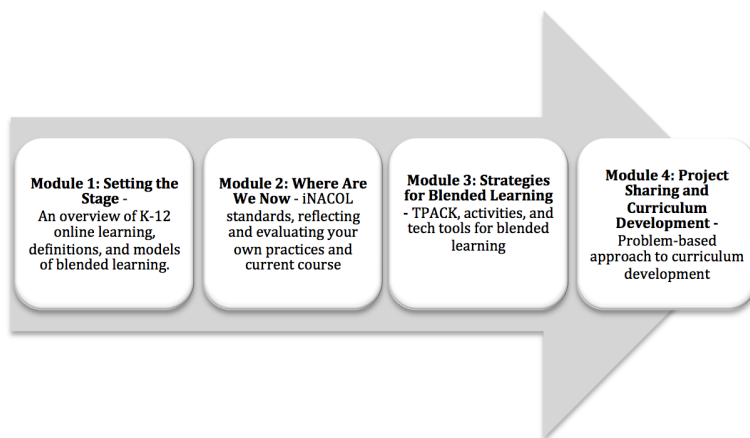 Module 1: Setting the
Stage -
An overview of K-12
online learning,
definitions, and models
of blended learning.
Module 2: Where Are
We Now - iNACOL
standards, reflecting
and evaluating your
own practices and
current course
Module 3: Strategies
for Blended Learning
- TPACK, activities, and
tech tools for blended
learning
Module 4: Project
Sharing and
Curriculum
Development -
Problem-based
approach to curriculum
development